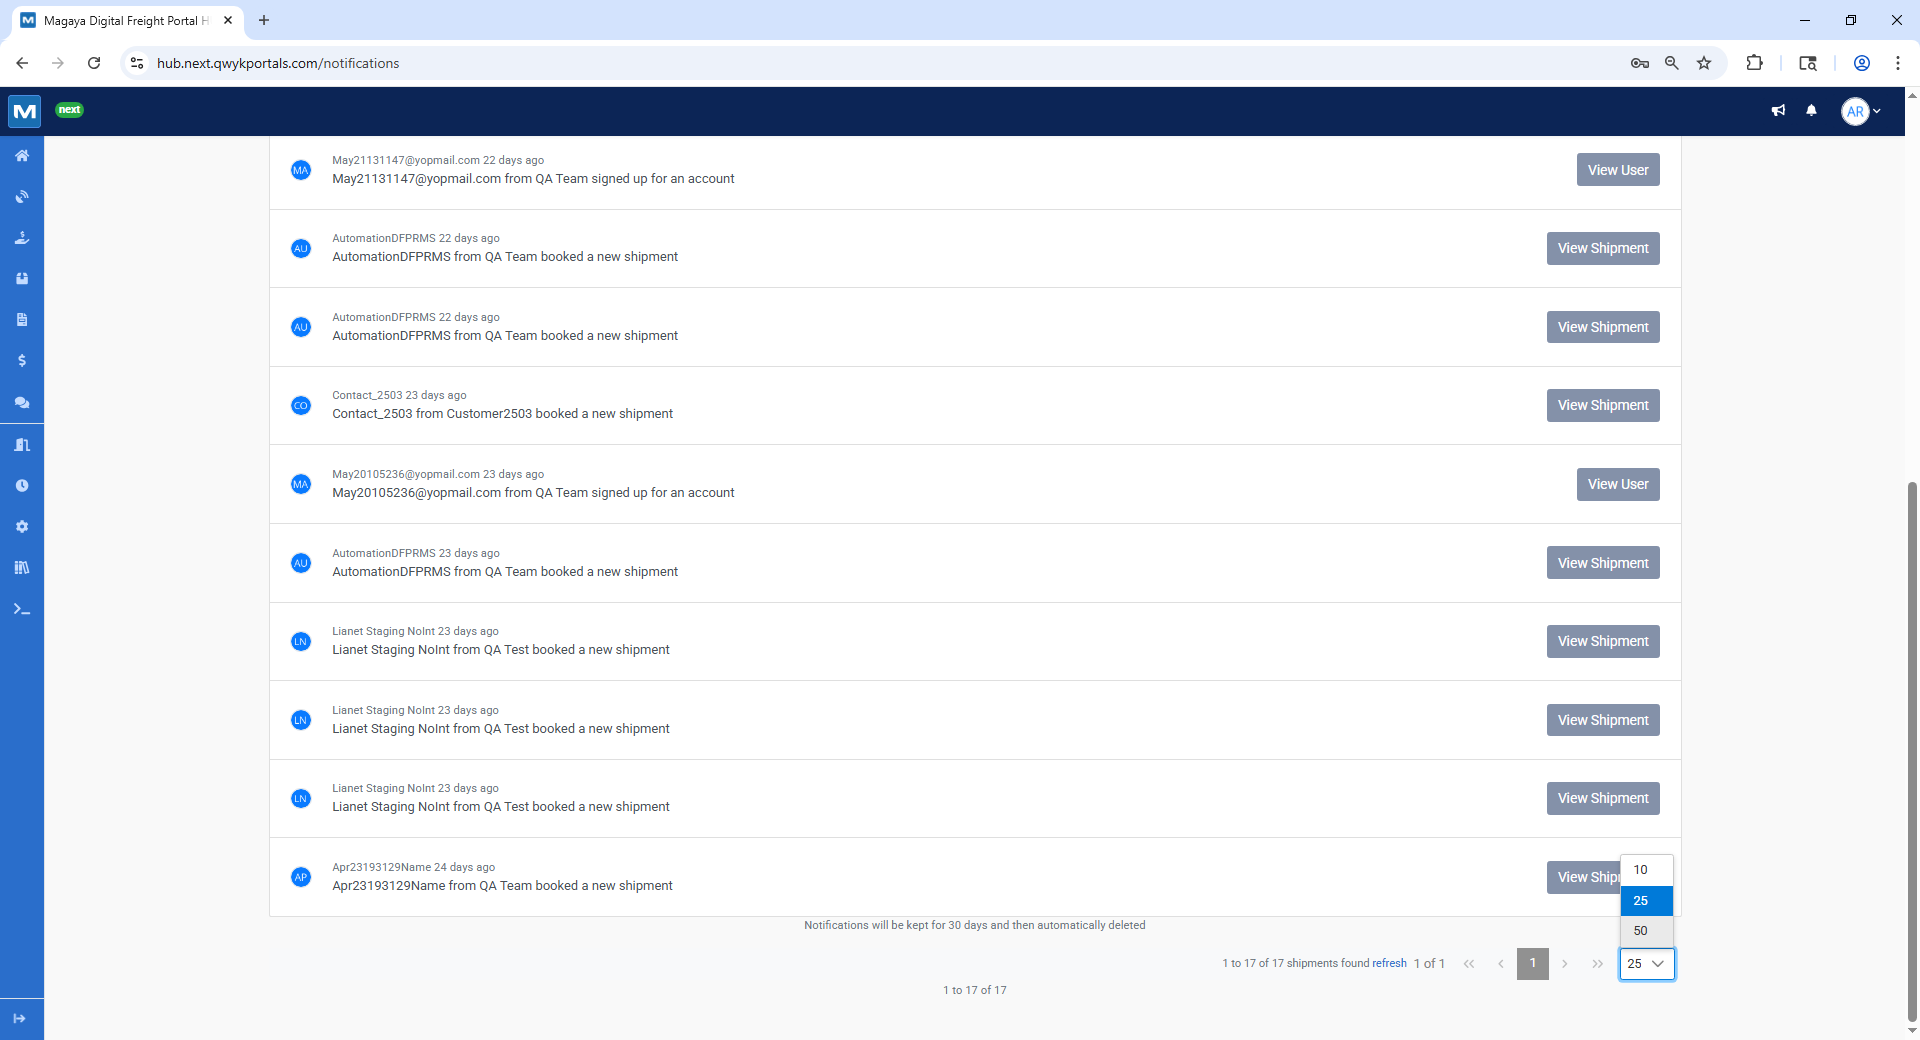 Magaya Digital Freight Portal H
hub.next.qwykportals.com/notifications
M
next
AR
MA
May21131147@yopmail.com 22 days ago
May21131147@yopmail.com from QA Team signed up for an account
View User
AU
AutomationDFPRMS 22 days ago
AutomationDFPRMS from QA Team booked a new shipment
View Shipment
AU
AutomationDFPRMS 22 days ago
AutomationDFPRMS from QA Team booked a new shipment
View Shipment
CO
Contact_2503 23 days ago
Contact_2503 from Customer2503 booked a new shipment
View Shipment
MA
May20105236@yopmail.com 23 days ago
May20105236@yopmail.com from QA Team signed up for an account
View User
AU
AutomationDFPRMS 23 days ago
AutomationDFPRMS from QA Team booked a new shipment
View Shipment
LN
Lianet Staging NoInt 23 days ago
Lianet Staging NoInt from QA Test booked a new shipment
View Shipment
LN
Lianet Staging NoInt 23 days ago
Lianet Staging NoInt from QA Test booked a new shipment
View Shipment
LN
Lianet Staging NoInt 23 days ago
Lianet Staging NoInt from QA Test booked a new shipment
View Shipment
AP
Apr23193129Name 24 days ago
Apr23193129Name from QA Team booked a new shipment
View Ship
10
25
50
Notifications will be kept for 30 days and then automatically deleted
1 to 17 of 17 shipments found refresh 1 of 1 << < 1 > >> 25
1 to 17 of 17